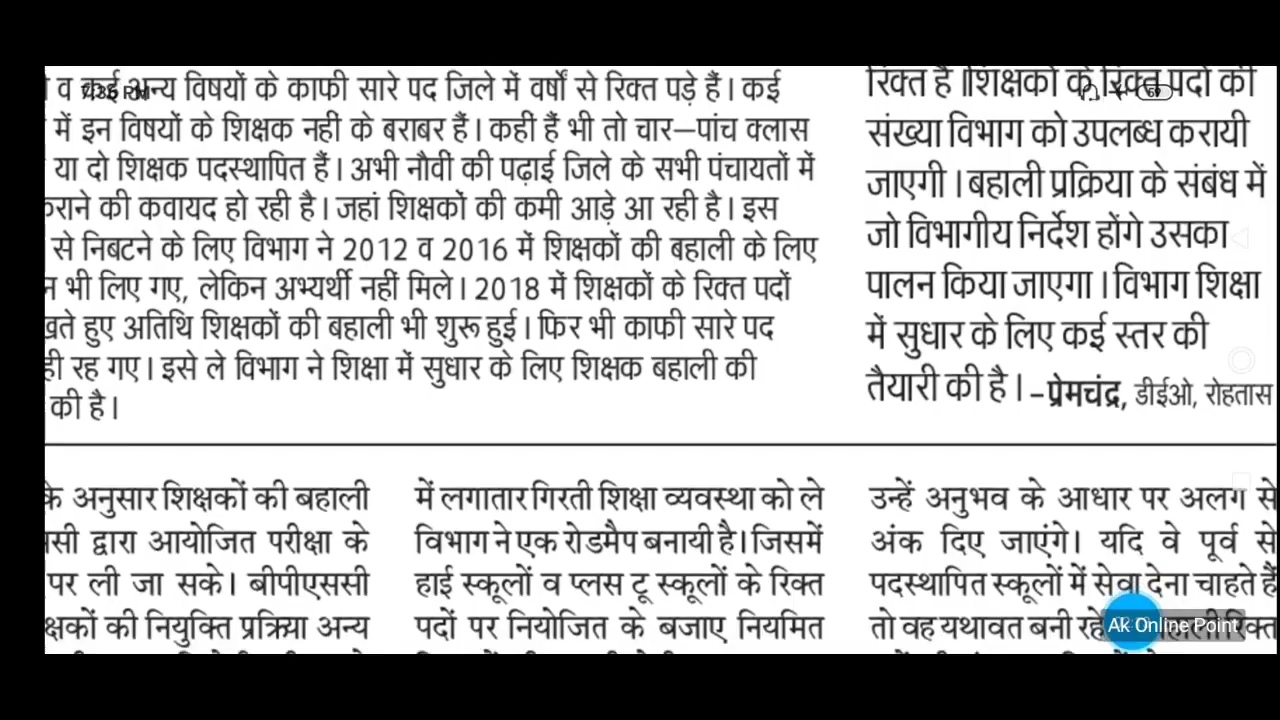 व कई अन्य विषयों के काफी सारे पद जिले में वर्षों से रिक्त पड़े हैं। कई
में इन विषयों के शिक्षक नही के बराबर हैं। कही हैं भी तो चार–पांच क्लास
या दो शिक्षक पदस्थापित हैं। अभी नौवी की पढ़ाई जिले के सभी पंचायतों में
कराने की कवायद हो रही है। जहां शिक्षकों की कमी आड़े आ रही है। इस
से निबटने के लिए विभाग ने 2012 व 2016 में शिक्षकों की बहाली के लिए
भी लिए गए, लेकिन अभ्यर्थी नहीं मिले। 2018 में शिक्षकों के रिक्त पदों
हुए अतिथि शिक्षकों की बहाली भी शुरू हुई। फिर भी काफी सारे पद
ही रह गए। इसे ले विभाग ने शिक्षा में सुधार के लिए शिक्षक बहाली की
की है।
रिक्त है शिक्षकों के रिक्त पदों की
संख्या विभाग को उपलब्ध करायी
जाएगी। बहाली प्रक्रिया के संबंध में
जो विभागीय निर्देश होंगे उसका
पालन किया जाएगा। विभाग शिक्षा
में सुधार के लिए कई स्तर की
तैयारी की है। –प्रेमचंद्र, डीईओ, रोहतास
के अनुसार शिक्षकों की बहाली
द्वारा आयोजित परीक्षा के
पर ली जा सके। बीपीएससी
की नियुक्ति प्रक्रिया अन्य
में लगातार गिरती शिक्षा व्यवस्था को ले
विभाग ने एक रोडमैप बनायी है। जिसमें
हाई स्कूलों व प्लस टू स्कूलों के रिक्त
पदों पर नियोजित के बजाए नियमित
उन्हें अनुभव के आधार पर अलग से
अंक दिए जाएंगे। यदि वे पूर्व से
पदस्थापित स्कूलों में सेवा देना चाहते हैं
तो वह यथावत बनी रहे
Ak Online Point